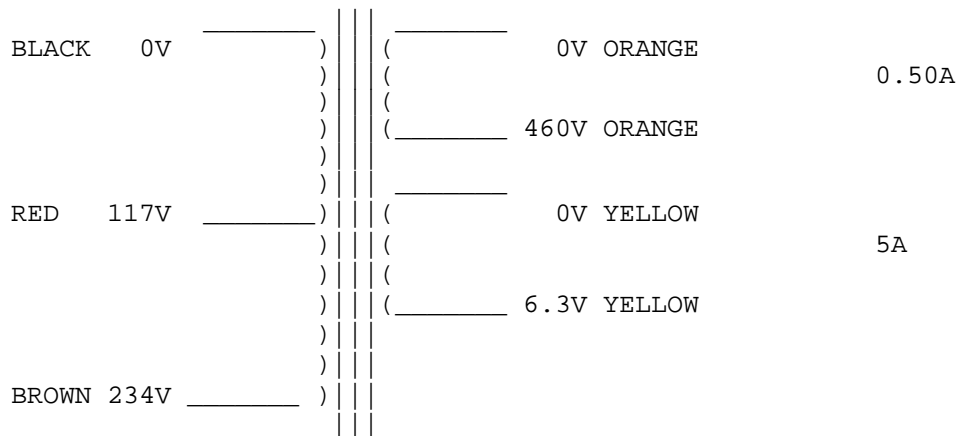 BLACK 0V 0V ORANGE
0.50A
460V ORANGE
RED 117V 0V YELLOW
5A
6.3V YELLOW
BROWN 234V